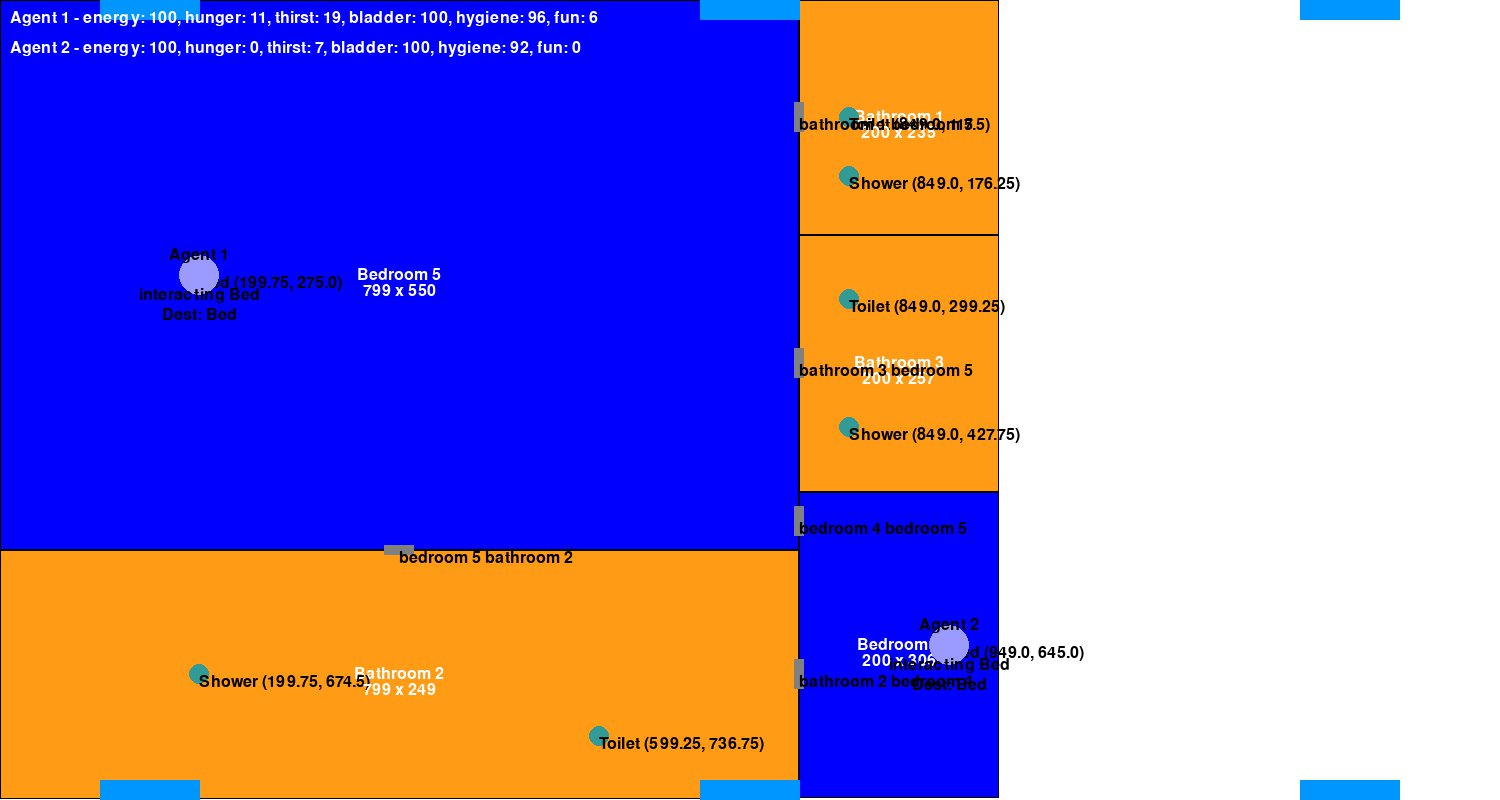 Agent 1 - energy: 100, hunger: 11, thirst: 19, bladder: 100, hygiene: 96, fun: 6
Agent 2 - energy: 100, hunger: 0, thirst: 7, bladder: 100, hygiene: 92, fun: 0
Bathroom 1
200 x 235
bathroom 1 bedroom 5
Toilet (849.0, 117.5)
Shower (849.0, 176.25)
Agent 1
Bedroom 5
799 x 550
(199.75, 275.0)
interacting Bed
Dest: Bed
Toilet (849.0, 299.25)
Bathroom 3
200 x 257
bathroom 3 bedroom 5
Shower (849.0, 427.75)
bedroom 4 bedroom 5
bedroom 5 bathroom 2
Agent 2
Bedroom
200 x 306
(949.0, 645.0)
interacting Bed
Dest: Bed
bathroom 2 bedroom 4
Bathroom 2
799 x 249
Shower (199.75, 674.5)
Toilet (599.25, 736.75)